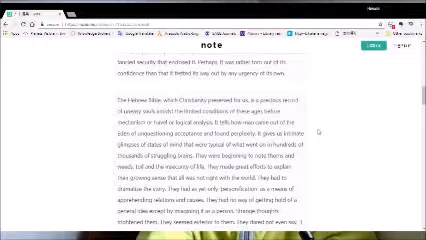 note
fancied security that enclosed it. Perhaps, it was rather torn out of its
confidence than that it fretted its way out by any urgency of its own.
The Hebrew Bible, which Christianity preserved for us, is a precious record
of uneasy souls amidst the limited conditions of these ages before
mechanism or travel or logical analysis. It tells how man came out of the
Eden of unquestioning acceptance and found perplexity. It gives us intimate
glimpses of states of mind that were typical of what went on in hundreds of
thousands of struggling brains. They were beginning to note thorns and
weeds, toil and the insecurity of life. They made great efforts to explain
their growing sense that all was not right with the world. They had to
dramatise the story. They had as yet only 'personification' as a means of
apprehending relations and causes. They had no way of getting hold of a
general idea except by imagining it as a person. Strange thoughts
frightened them. They seemed exterior to them. They dared not even say, 'I